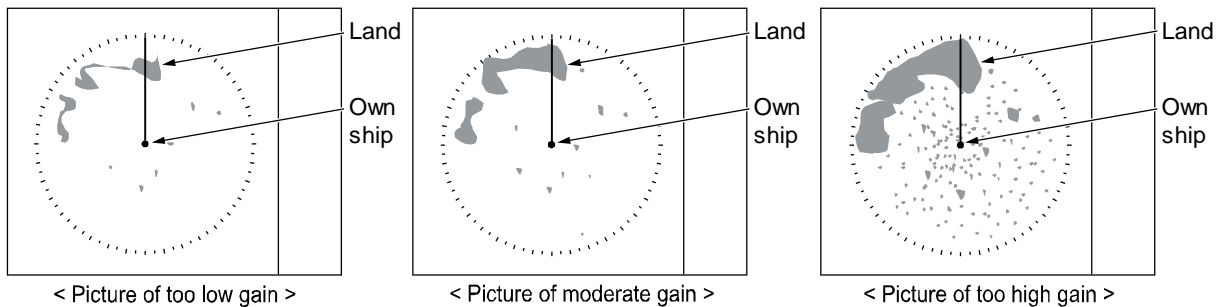 Land
Own
ship
< Picture of too low gain >
Land
Own
ship
< Picture of moderate gain >
Land
Own
ship
< Picture of too high gain >